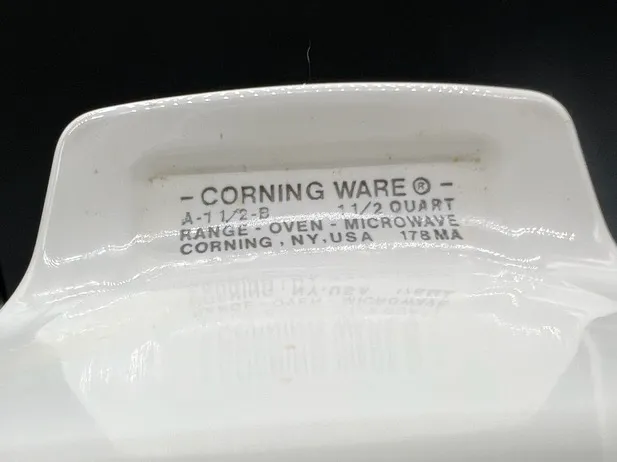 - CORNING WARE ® -
A-1 1/2-B 1 1/2 QUART
RANGE - OVEN - MICROWAVE
CORNING, NY, USA 178 MA